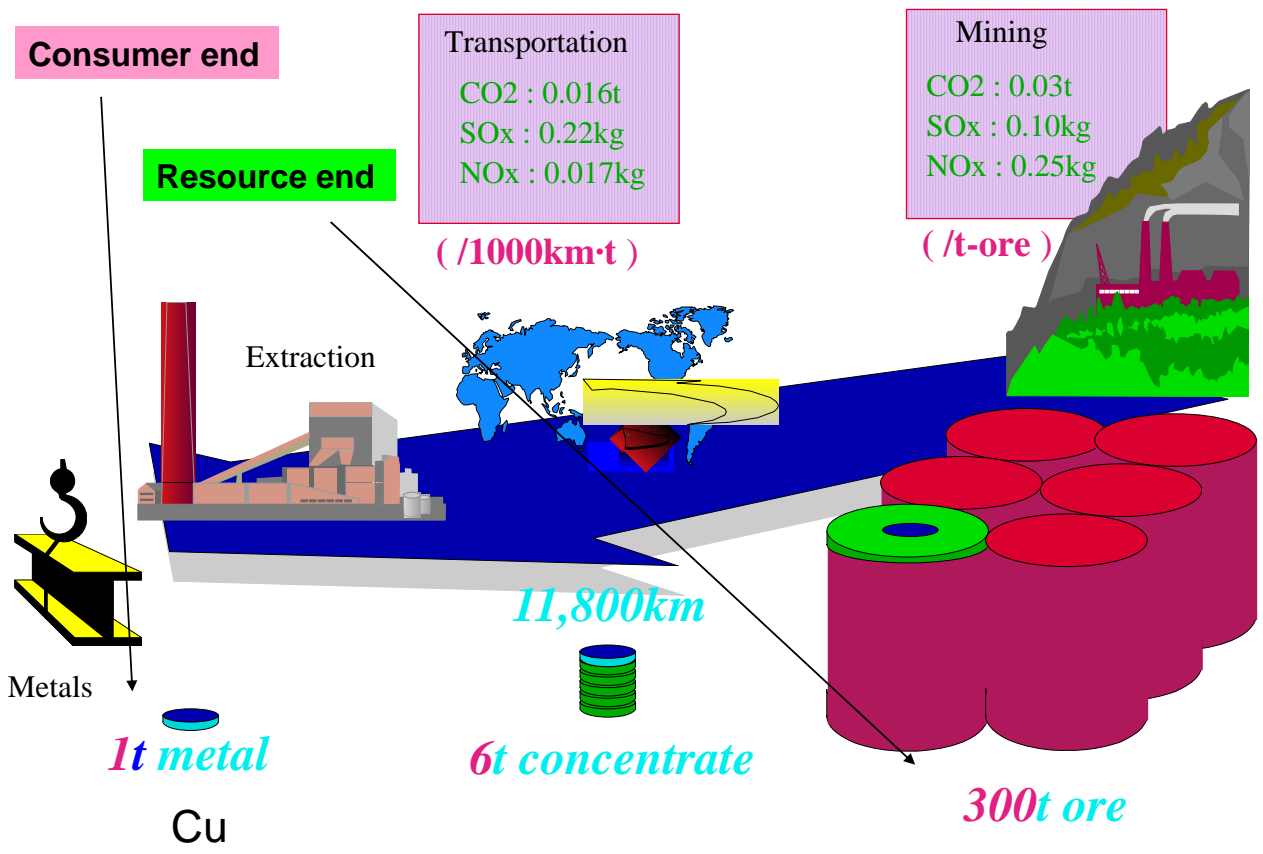 Consumer end
Transportation
CO2 : 0.016t
SOx : 0.22kg
NOx : 0.017kg
( /1000km·t )
Mining
CO2 : 0.03t
SOx : 0.10kg
NOx : 0.25kg
( /t-ore )
Resource end
Extraction
11,800km
Metals
1t metal
6t concentrate
300t ore
Cu